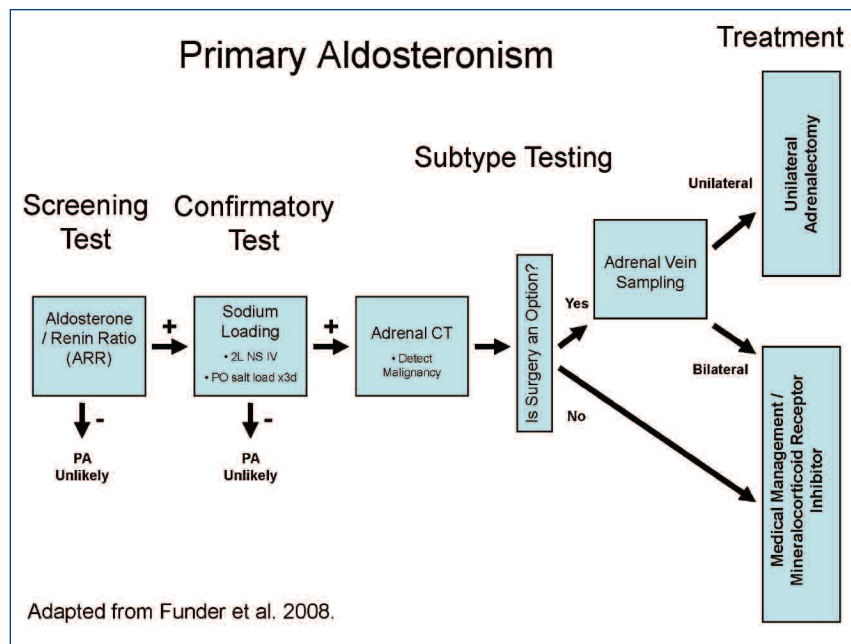 Primary Aldosteronism
Treatment
Subtype Testing
Screening
Test
Confirmatory
Test
Aldosterone
/ Renin Ratio
(ARR)
+
-
PA
Unlikely
Sodium
Loading
• 2L NS IV
• PO salt load x3d
+
-
PA
Unlikely
Adrenal CT
• Detect
Malignancy
Is Surgery an Option?
Yes
No
Adrenal Vein
Sampling
Unilateral
Bilateral
Unilateral
Adrenalectomy
Medical Management /
Mineralocorticoid Receptor
Inhibitor
Adapted from Funder et al. 2008.